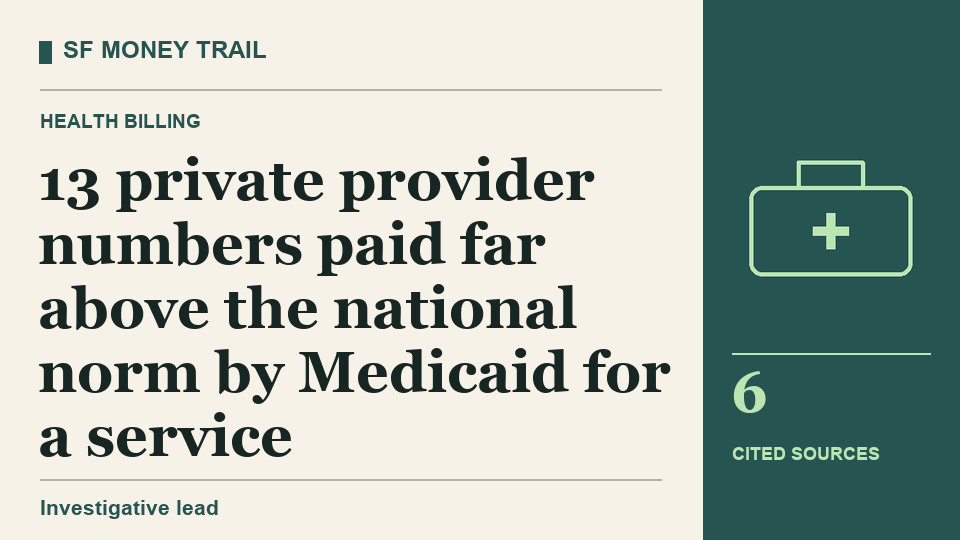 SF MONEY TRAIL
HEALTH BILLING
13 private provider
numbers paid far
above the national
norm by Medicaid for
a service
Investigative lead
6
CITED SOURCES